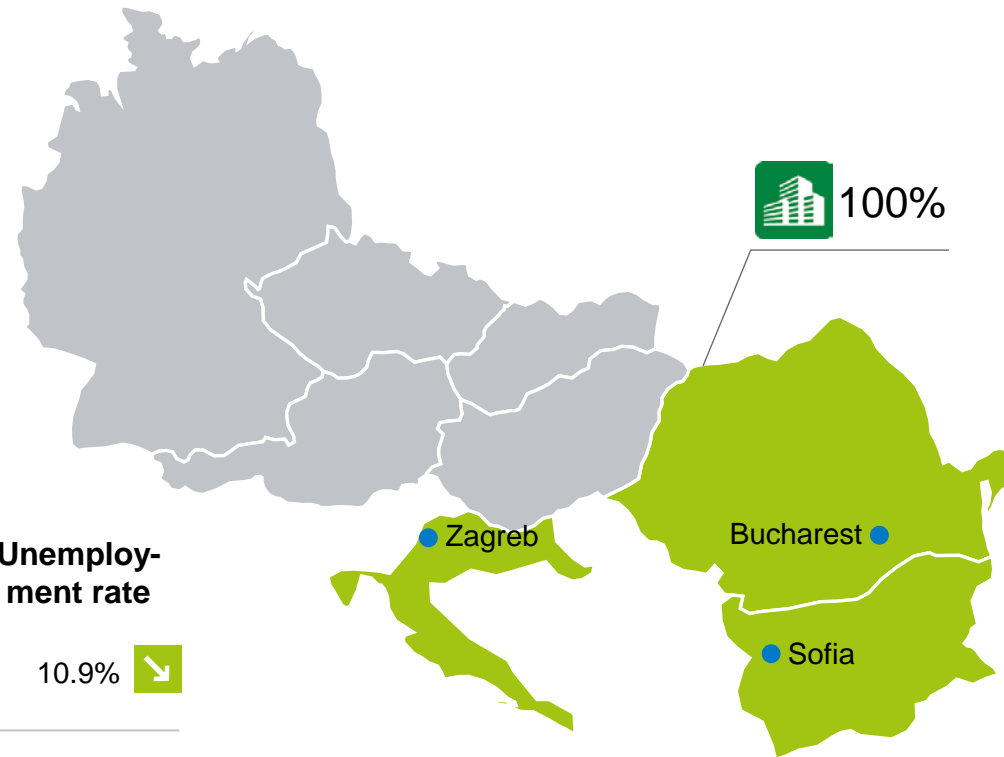 100%
Zagreb
Bucharest
Unemploy-
ment rate
Sofia
10.9%